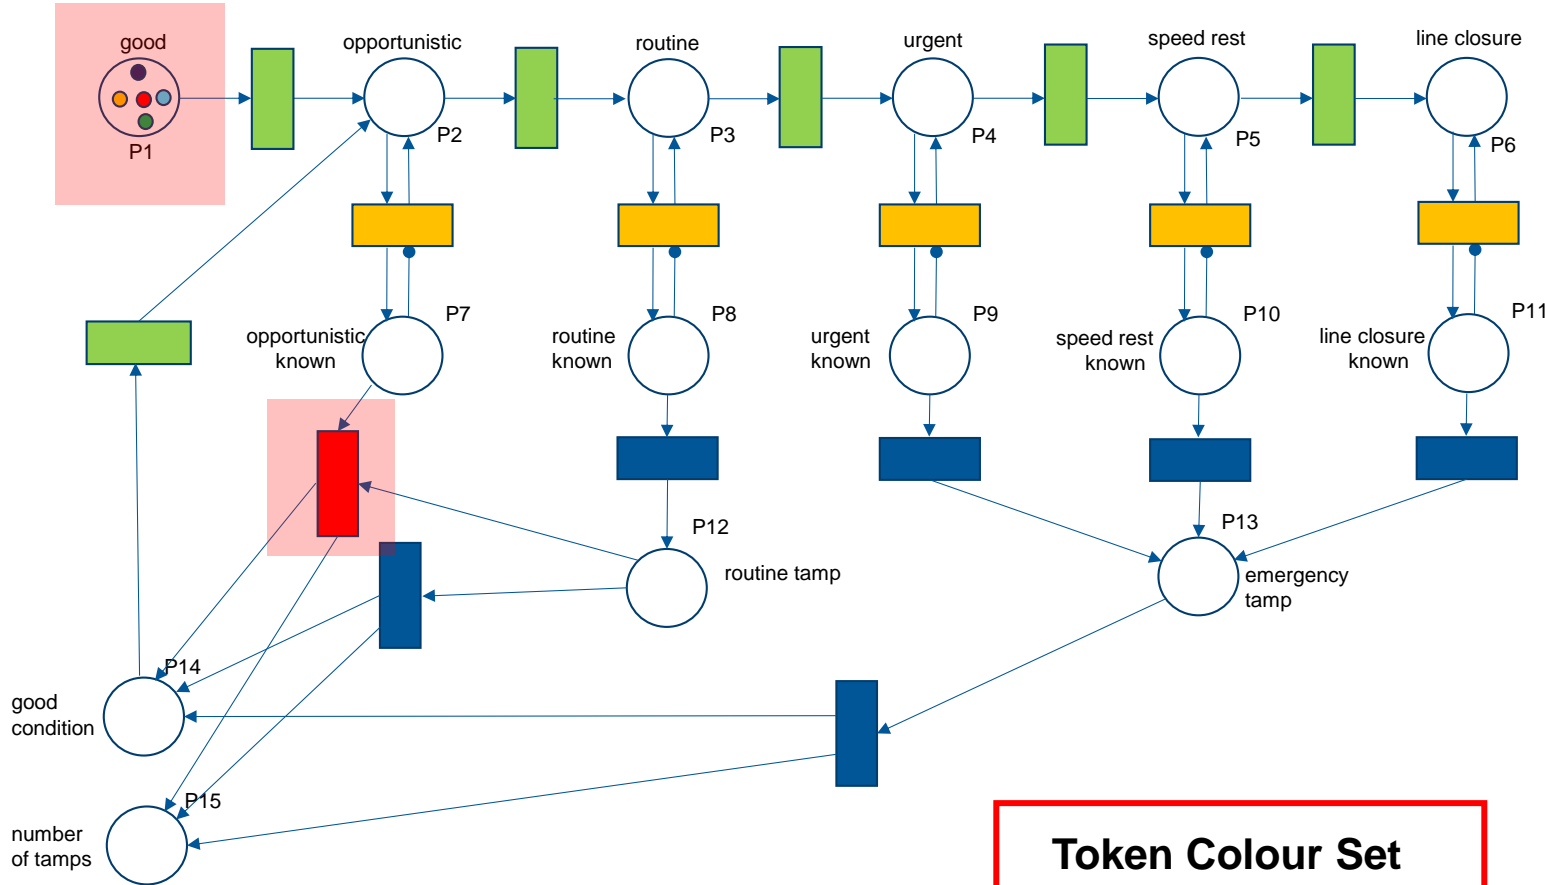 good
opportunistic
routine
urgent
speed rest
line closure
P1
P2
P3
P4
P5
P6
P7
P8
P9
P10
P11
opportunistic
known
routine
known
urgent
known
speed rest
known
line closure
known
P12
P13
routine tamp
emergency
tamp
P14
good
condition
P15
number
of tamps
Token Colour Set